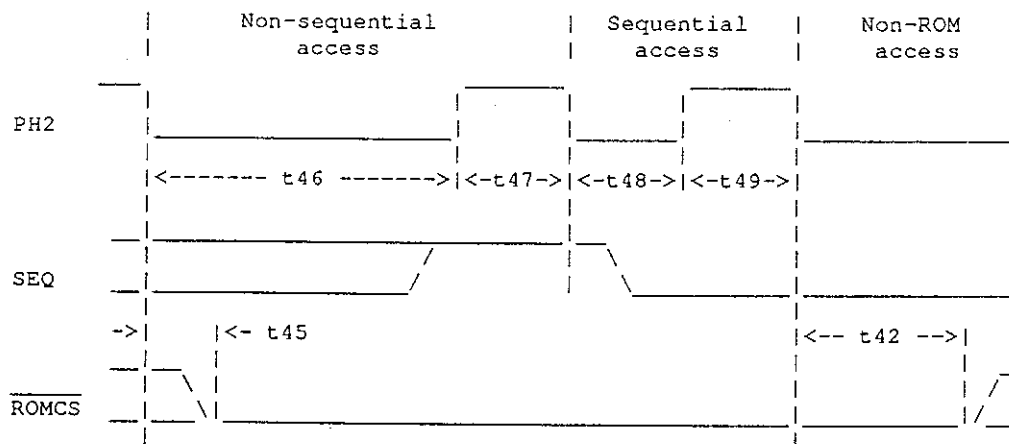 Non-sequential access
Sequential access
Non-ROM access
PH2
t46
t47
t48
t49
SEQ
t45
t42
ROMCS